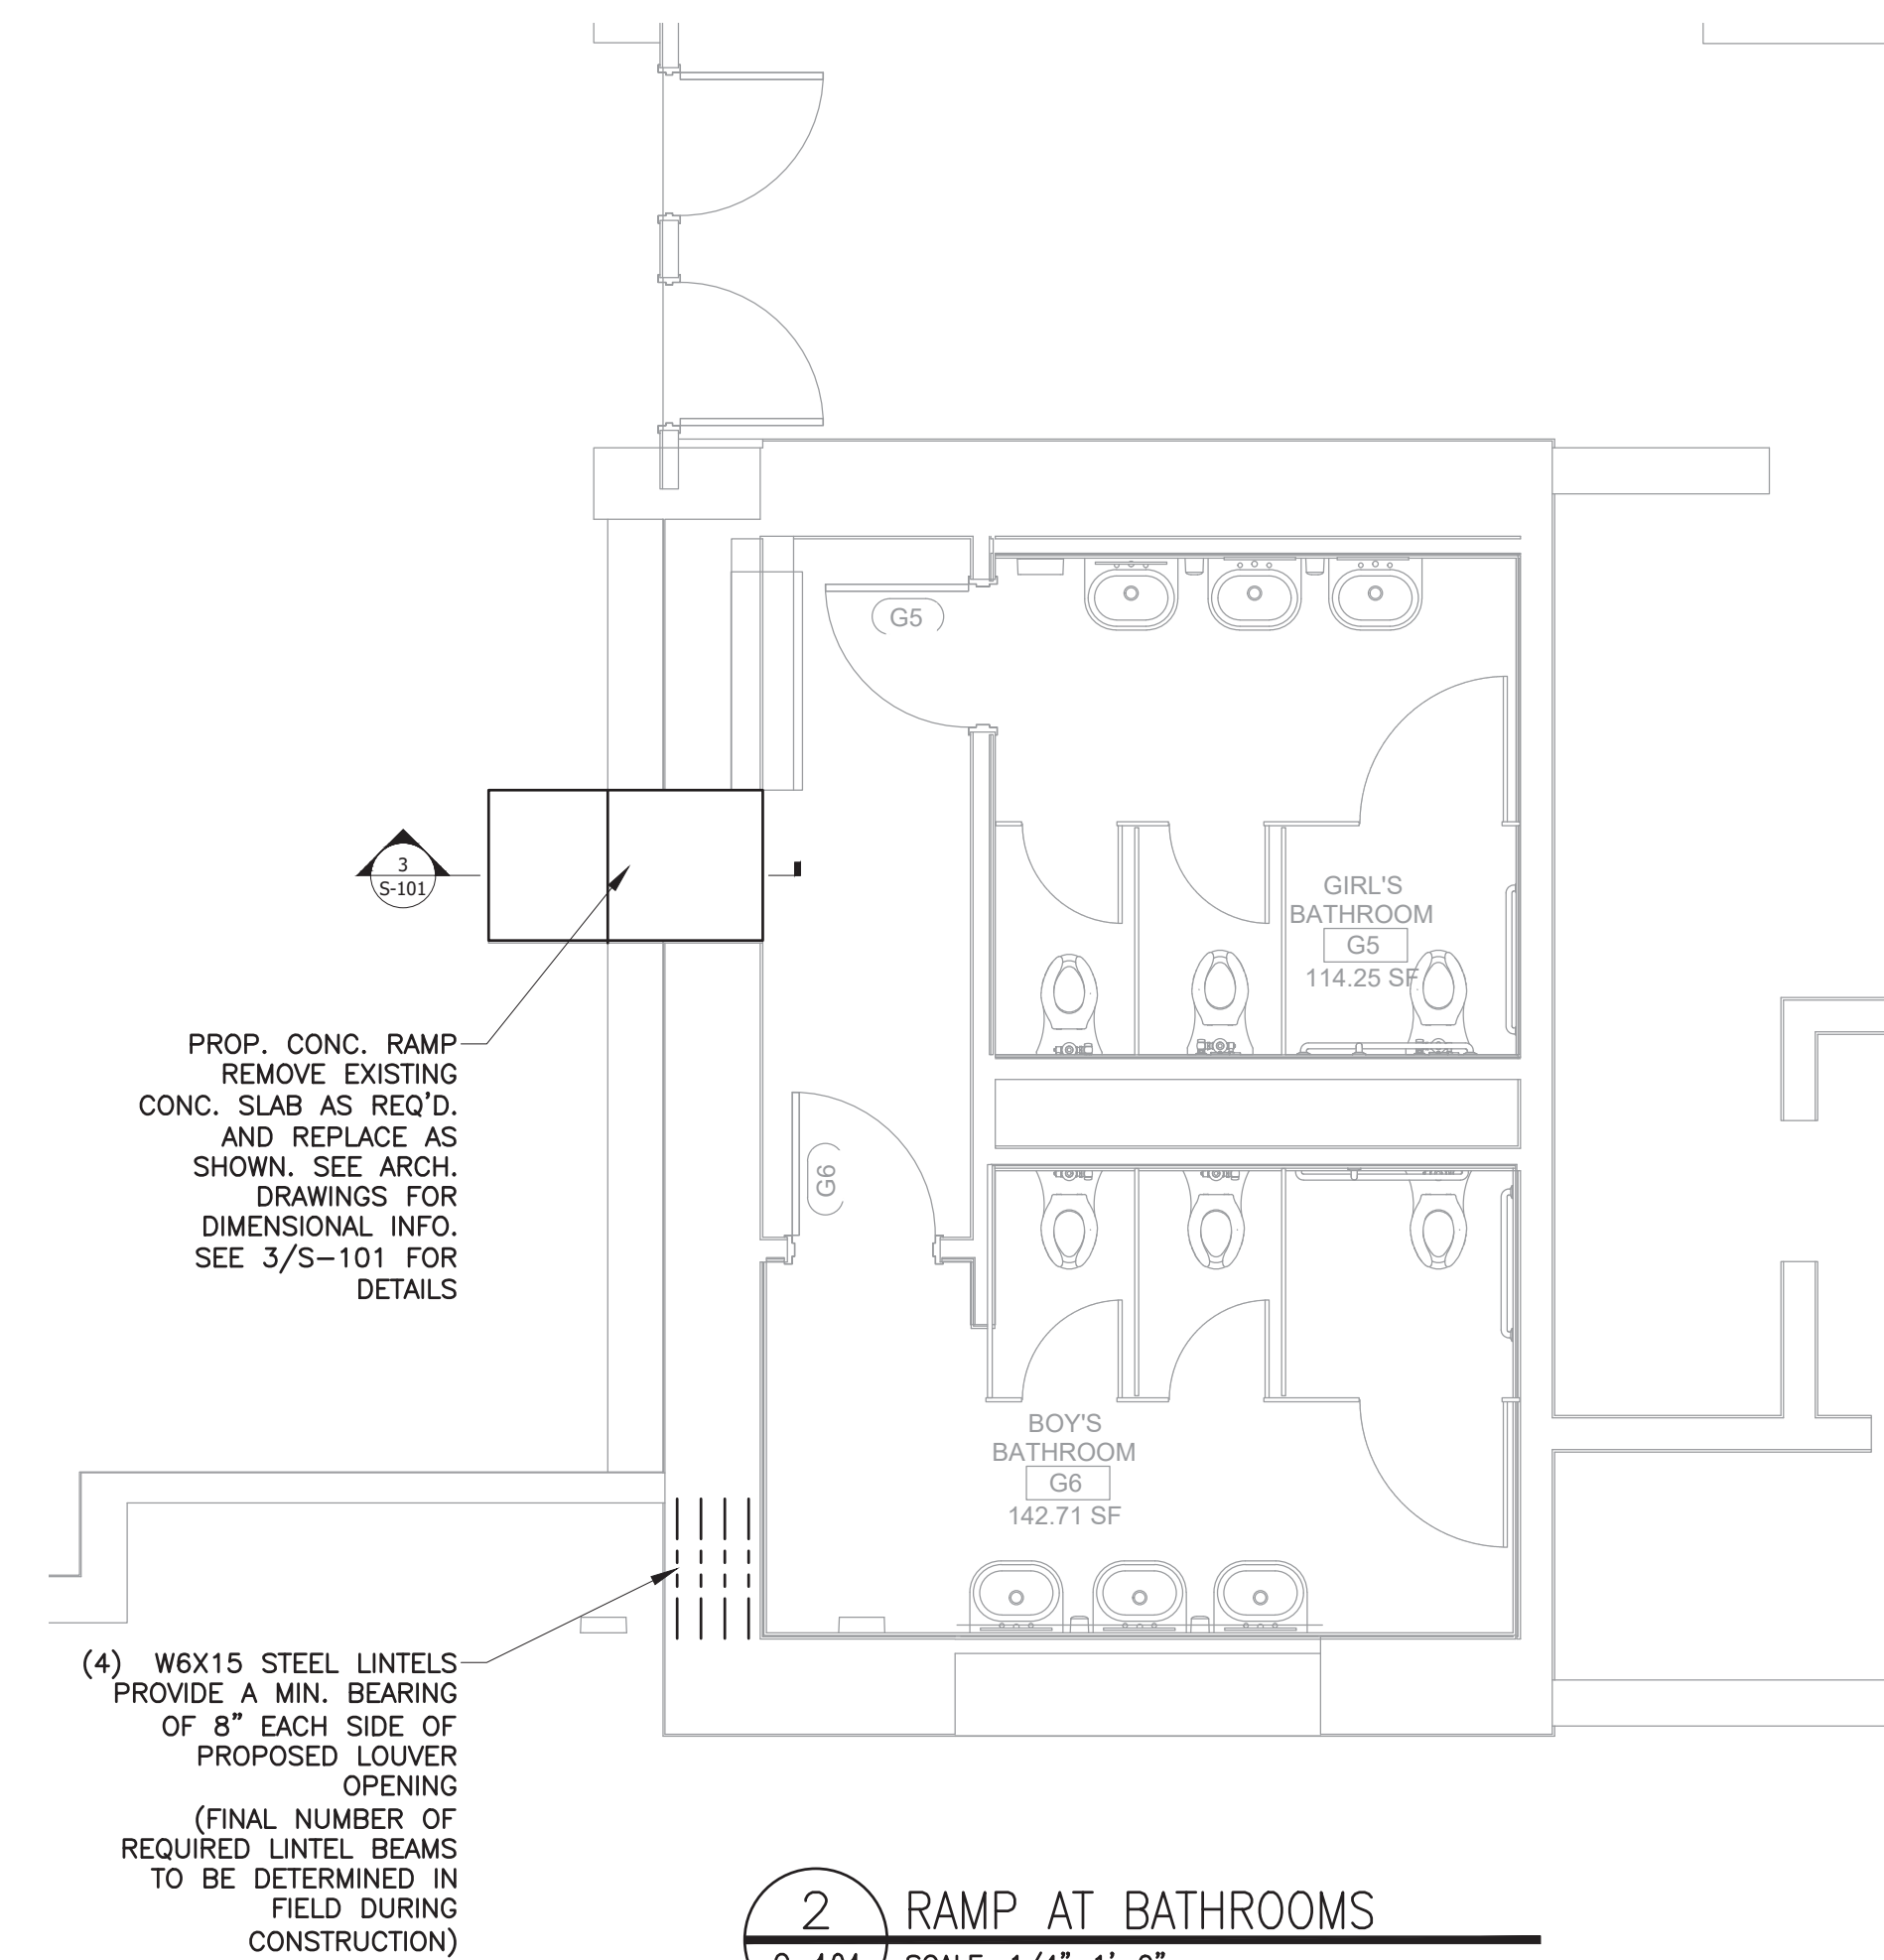 G5
3
S-101
GIRL'S
BATHROOM
G5
114.25 SF
PROP. CONC. RAMP
REMOVE EXISTING
CONC. SLAB AS REQ'D.
AND REPLACE AS
SHOWN. SEE ARCH.
DRAWINGS FOR
DIMENSIONAL INFO.
SEE 3/S-101 FOR
DETAILS
G6
BOY'S
BATHROOM
G6
142.71 SF
(4) W6X15 STEEL LINTELS
PROVIDE A MIN. BEARING
OF 8" EACH SIDE OF
PROPOSED LOUVER
OPENING
(FINAL NUMBER OF
REQUIRED LINTEL BEAMS
TO BE DETERMINED IN
FIELD DURING
CONSTRUCTION)
2
RAMP AT BATHROOMS